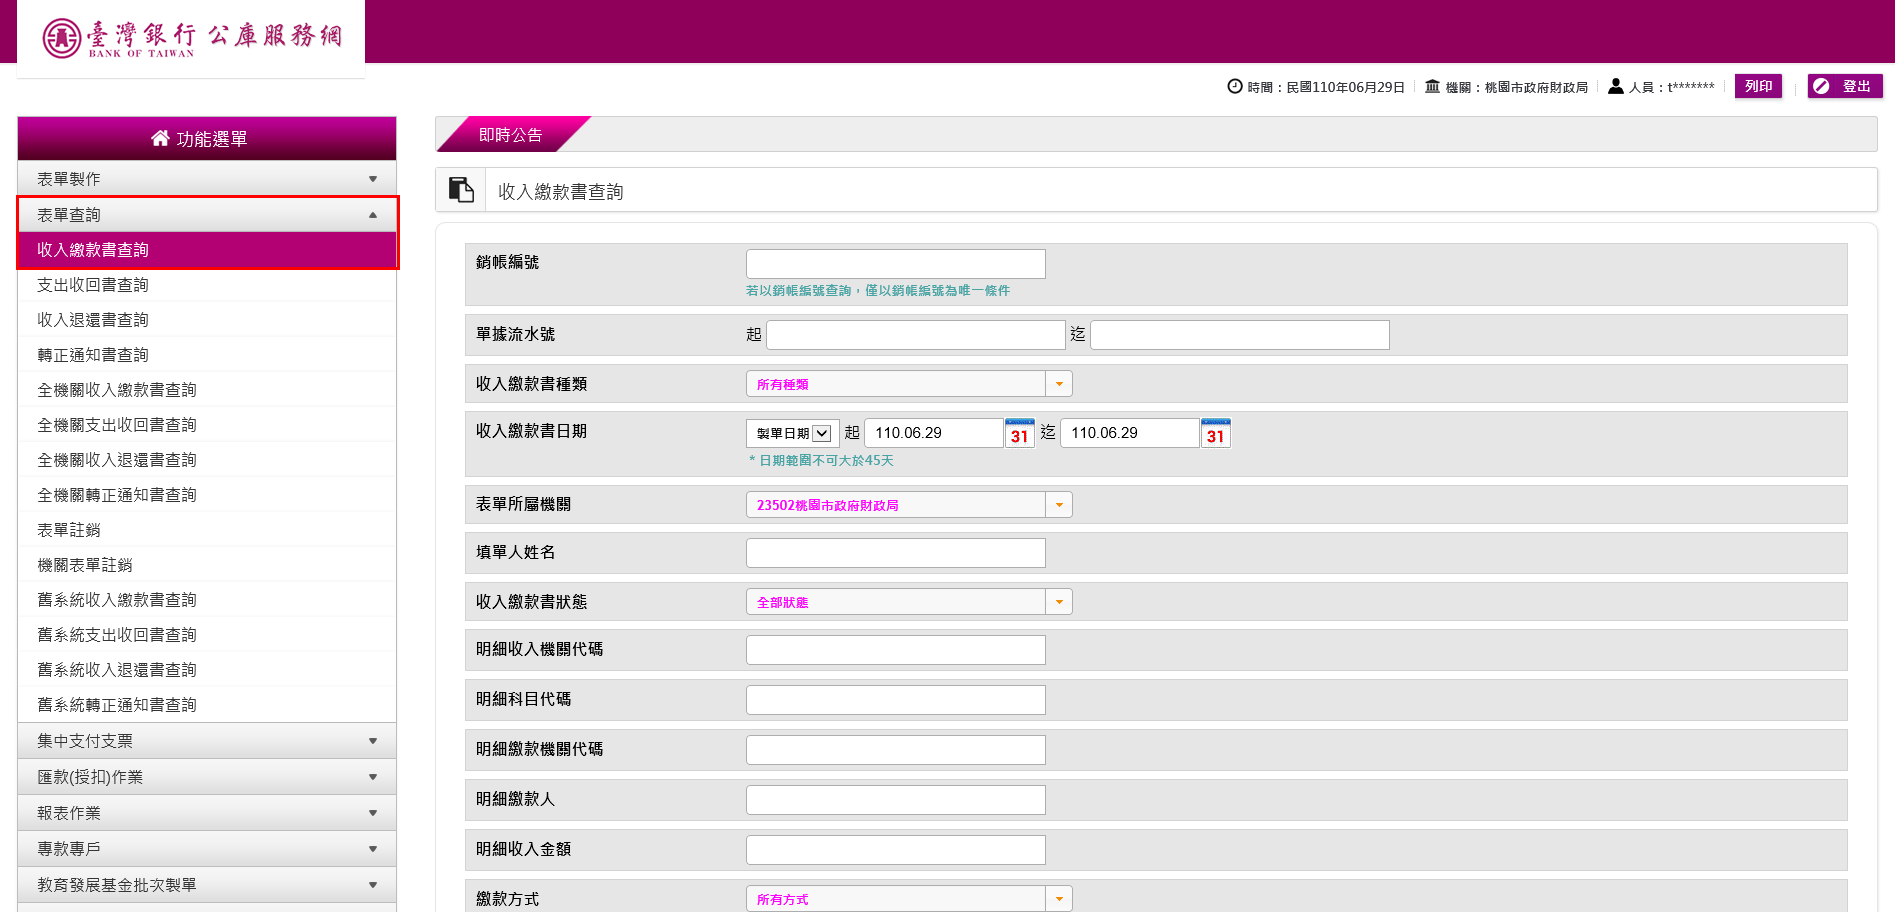 臺灣銀行 公庫服務網
BANK OF TAIWAN
時間：民國110年06月29日
機關：桃園市政府財政局
人員：t*******
列印
登出
功能選單
表單製作
表單查詢
收入繳款書查詢
支出收回書查詢
收入退還書查詢
轉正通知書查詢
全機關收入繳款書查詢
全機關支出收回書查詢
全機關收入退還書查詢
全機關轉正通知書查詢
表單註銷
機關表單註銷
舊系統收入繳款書查詢
舊系統支出收回書查詢
舊系統收入退還書查詢
舊系統轉正通知書查詢
集中支付支票
匯款(授扣)作業
報表作業
專款專戶
教育發展基金批次製單
即時公告
收入繳款書查詢
銷帳編號
若以銷帳編號查詢，僅以銷帳編號為唯一條件
單據流水號 起 迄
收入繳款書種類 所有種類
收入繳款書日期 製單日期 起 110.06.29 31 迄 110.06.29 31
* 日期範圍不可大於45天
表單所屬機關 23502桃園市政府財政局
填單人姓名
收入繳款書狀態 全部狀態
明細收入機關代碼
明細科目代碼
明細繳款機關代碼
明細繳款人
明細收入金額
繳款方式 所有方式